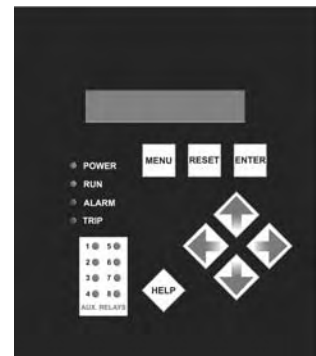 MENU RESET ENTER
POWER
RUN
ALARM
TRIP
1 5
2 6
3 7
4 8
AUX. RELAYS
HELP